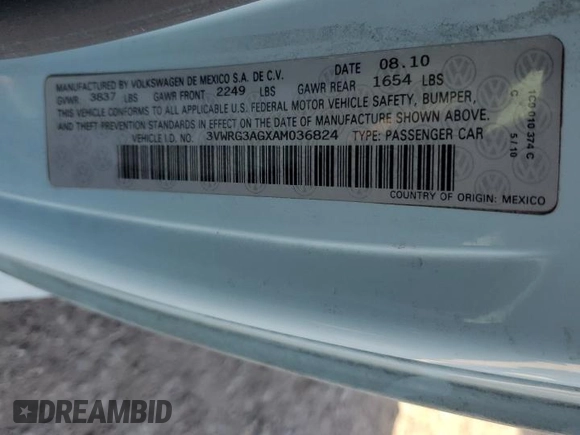 MANUFACTURED BY VOLKSWAGEN DE MEXICO S.A. DE C.V. DATE 08.10
GVWR 3837 LBS GAWR FRONT 2249 LBS GAWR REAR 1654 LBS
THIS VEHICLE CONFORMS TO ALL APPLICABLE U.S. FEDERAL MOTOR VEHICLE SAFETY, BUMPER,
AND THEFT PREVENTION STANDARDS IN EFFECT ON THE DATE OF MANUFACTURE SHOWN ABOVE.
VEHICLE I.D. NO. 3VWRG3AGXAM036824 TYPE: PASSENGER CAR
COUNTRY OF ORIGIN: MEXICO
1C0 010 374 C
C 5/10
DREAMBID